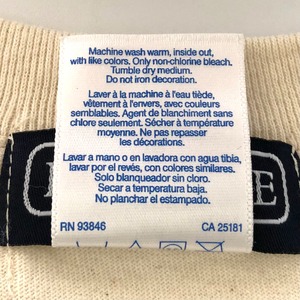 Machine wash warm, inside out,
with like colors. Only non-chlorine bleach.
Tumble dry medium.
Do not iron decoration.
Laver à la machine à l'eau tiède,
vêtement à l'envers, avec couleurs
semblables. Agent de blanchiment sans
chlore seulement. Sécher à température
moyenne. Ne pas repasser
les décorations.
Lavar a mano o en lavadora con agua tibia,
lavar por el revés, con colores similares.
Solo blanqueador sin cloro.
Secar a temperatura baja.
No planchar el estampado.
RN 93846 CA 25181